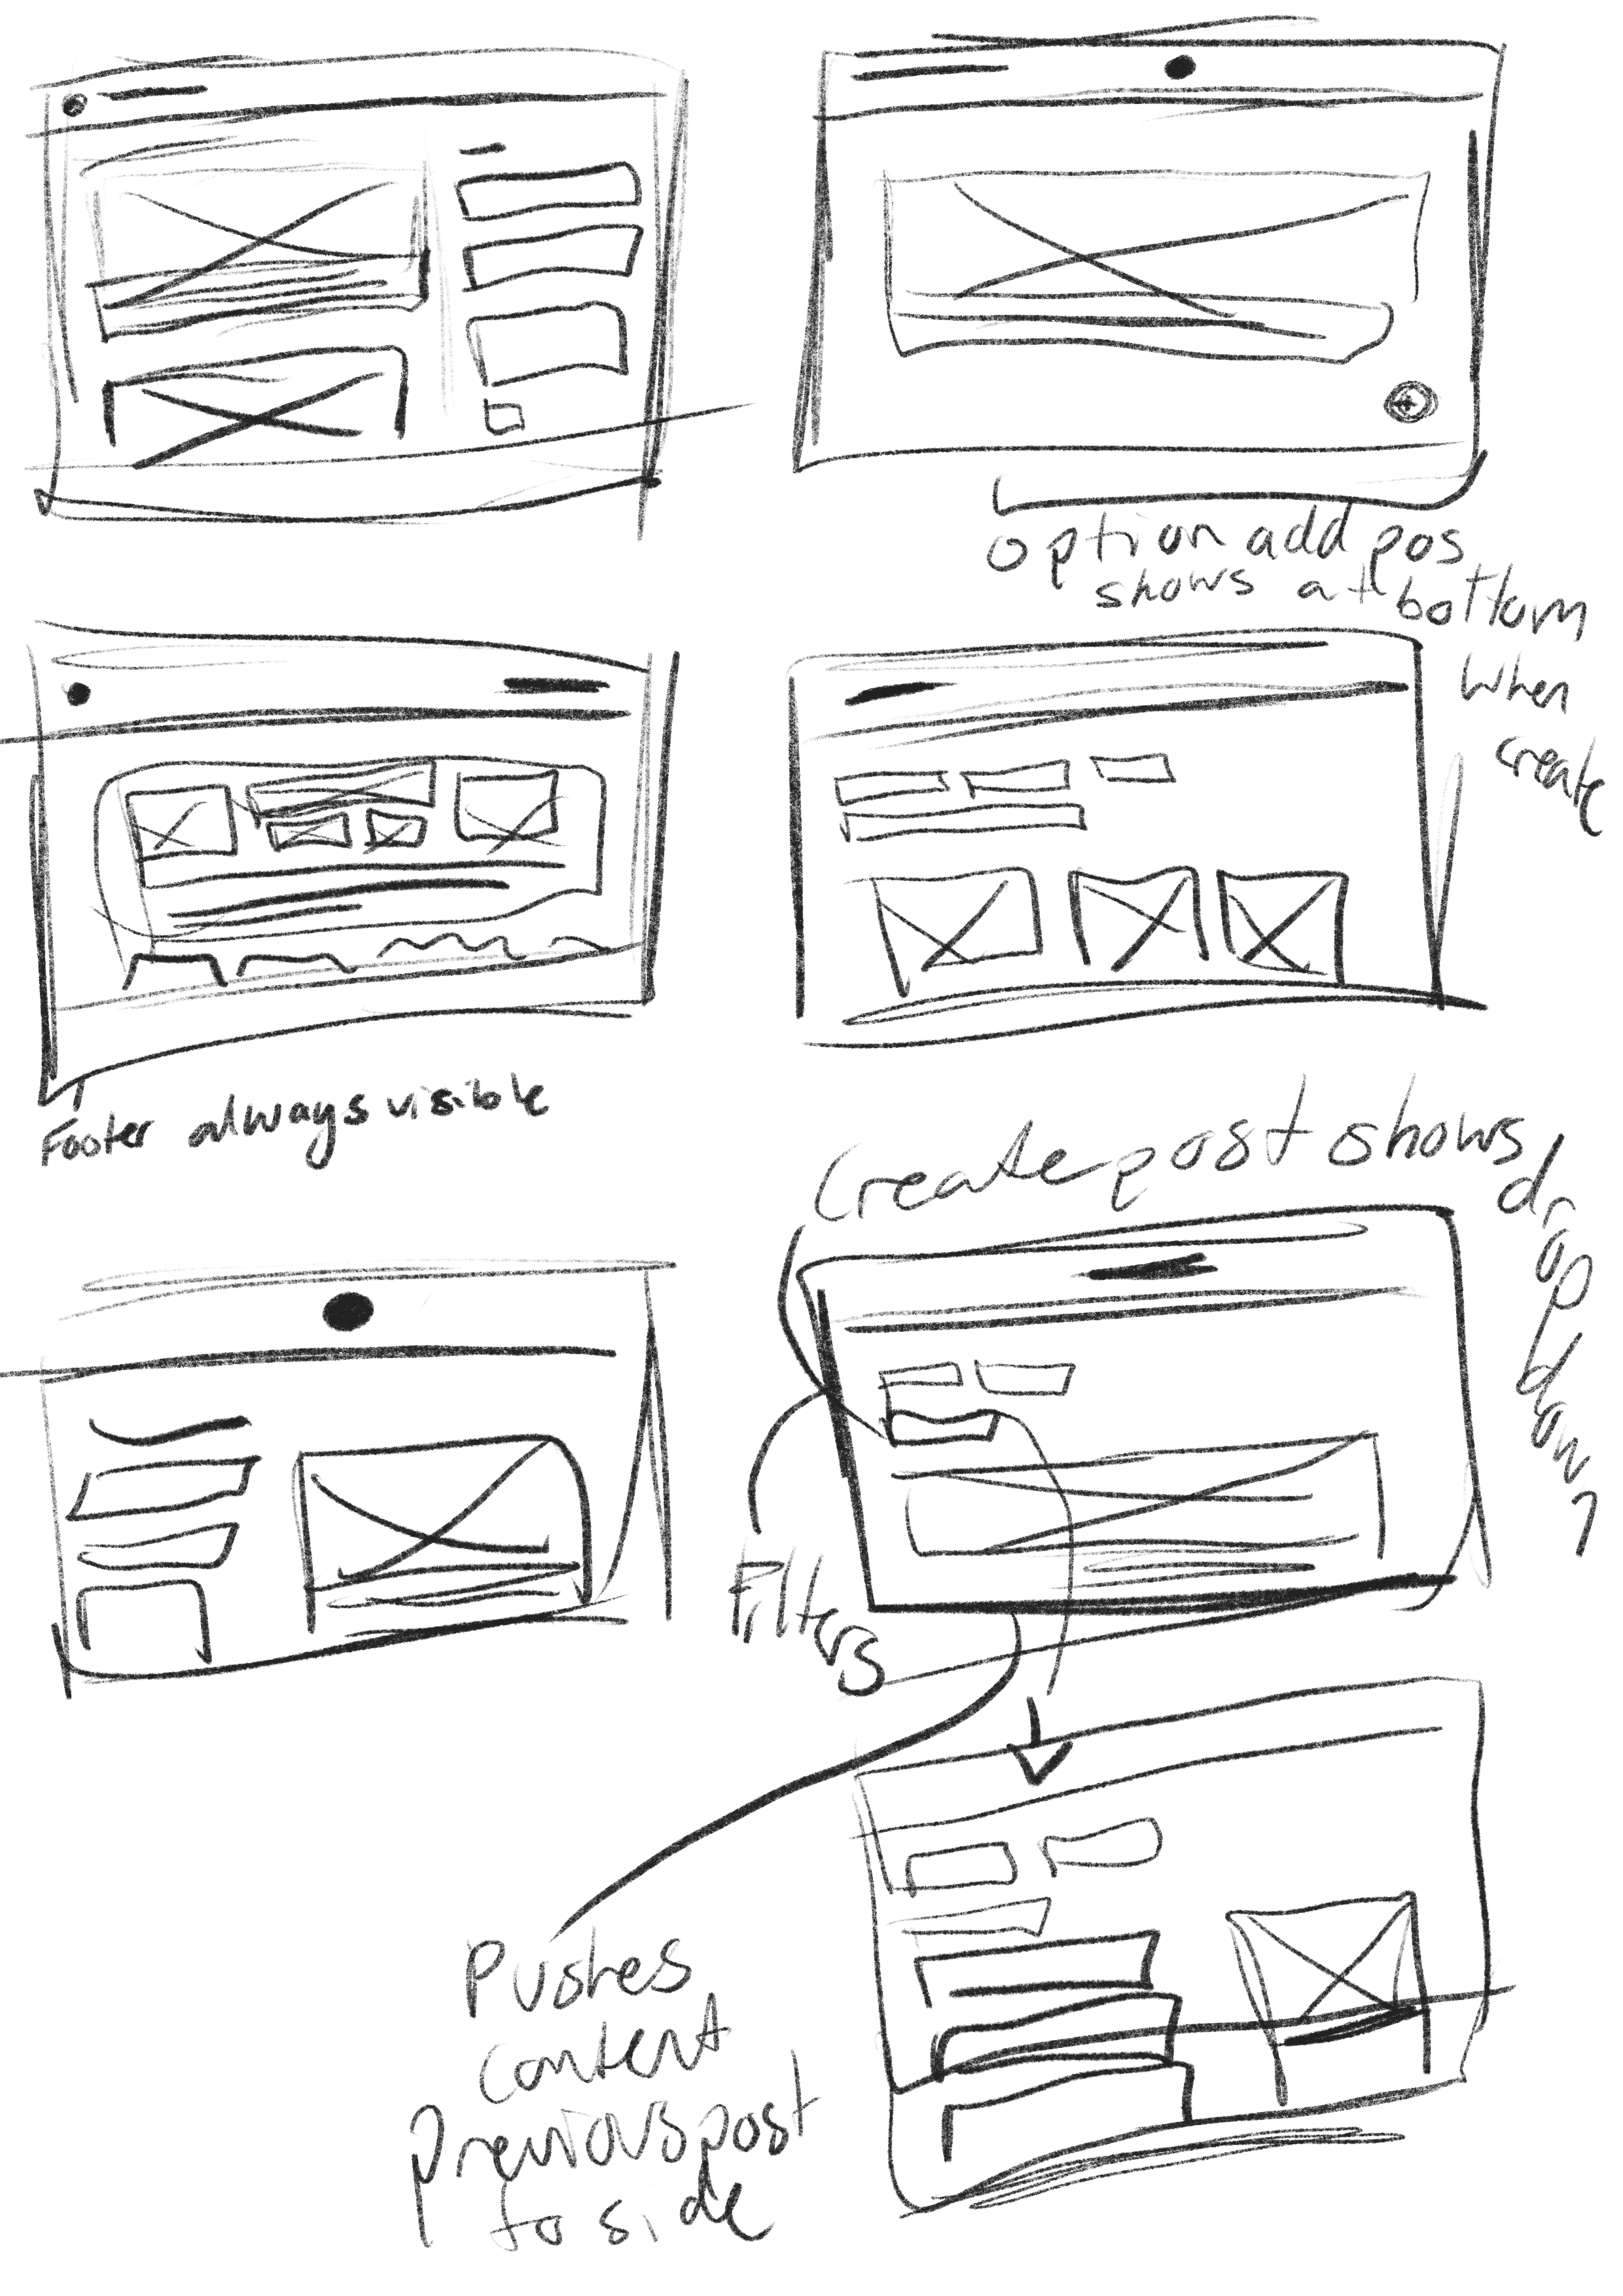 option add pos
shows at bottom
when
create
Footer always visible
Create post shows
drop down
Filters
Pushes
content
previous post
to side